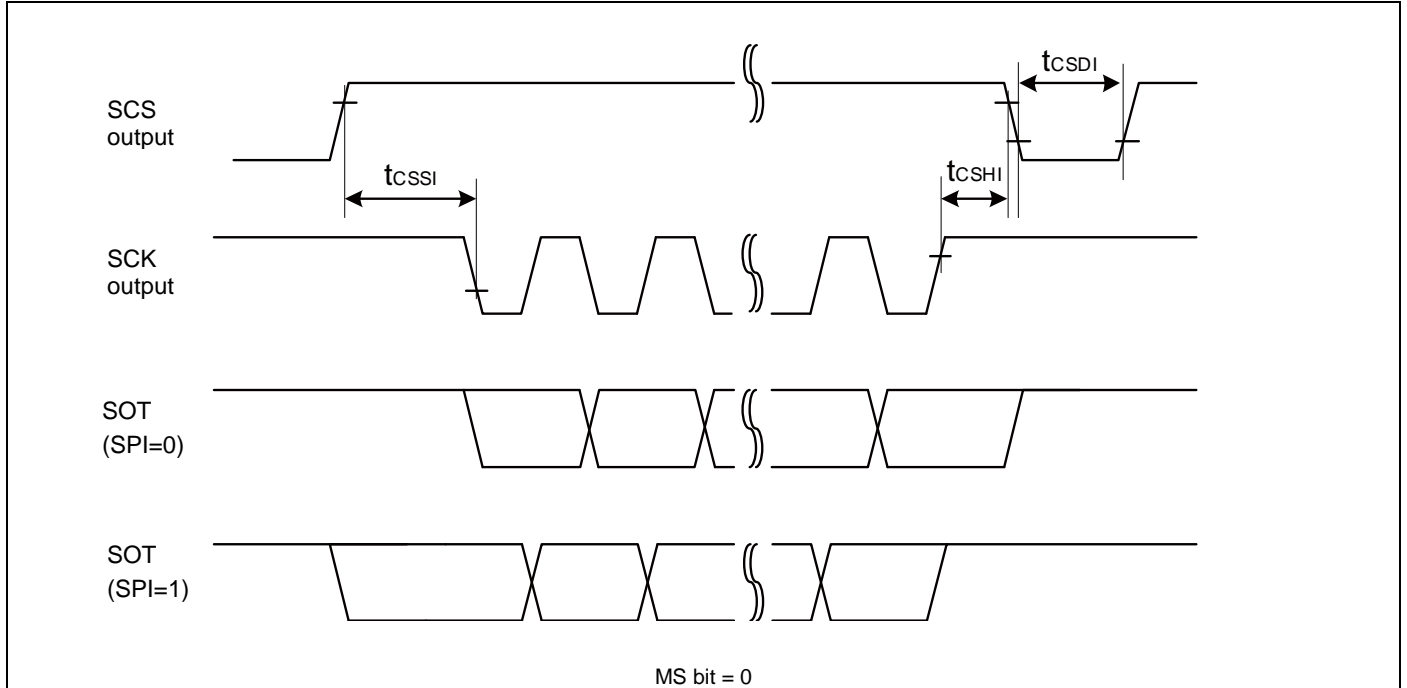 tCSDI
SCS
output
tCSSI
tCSHI
SCK
output
SOT
(SPI=0)
SOT
(SPI=1)
MS bit = 0